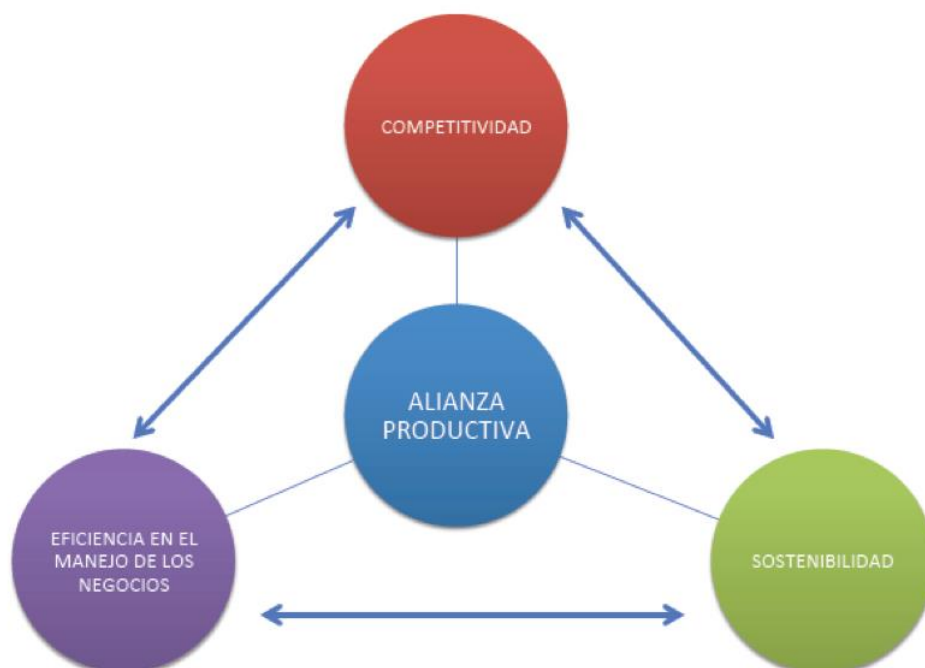 COMPETITIVIDAD
ALIANZA
PRODUCTIVA
EFICIENCIA EN EL
MANEJO DE LOS
NEGOCIOS
SOSTENIBILIDAD